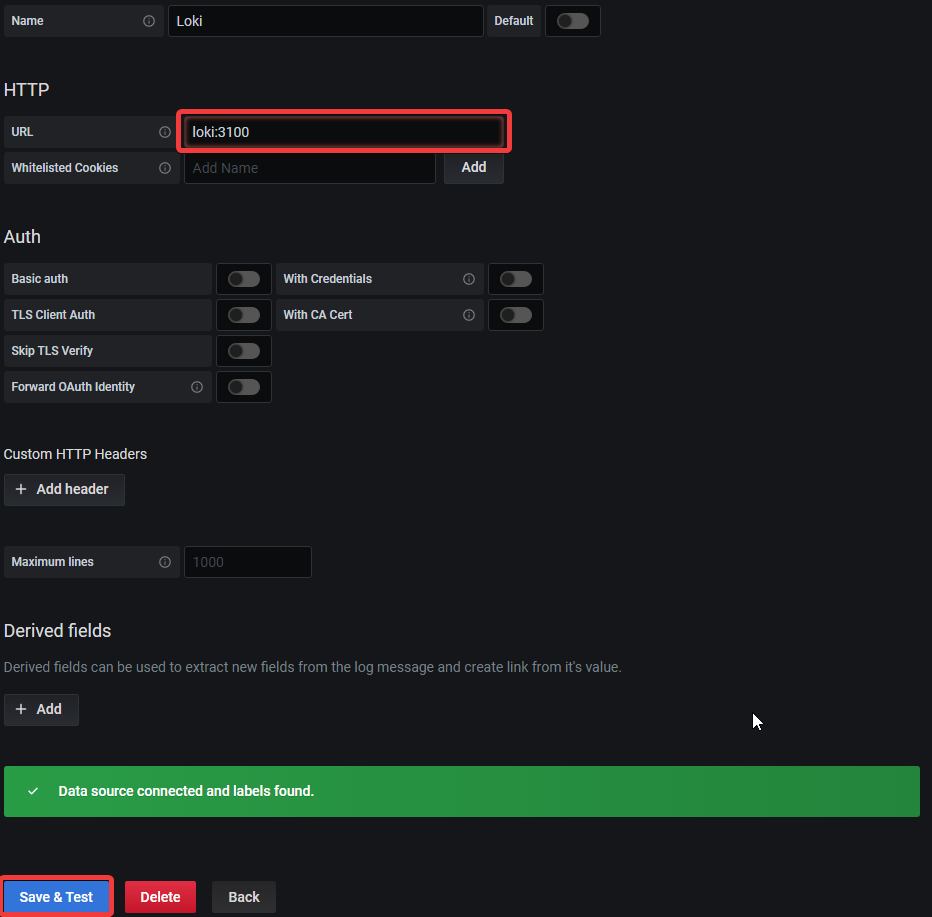 Name Loki Default
HTTP
URL loki:3100
Whitelisted Cookies Add Name Add
Auth
Basic auth With Credentials
TLS Client Auth With CA Cert
Skip TLS Verify
Forward OAuth Identity
Custom HTTP Headers
+ Add header
Maximum lines 1000
Derived fields
Derived fields can be used to extract new fields from the log message and create link from it's value.
+ Add
Data source connected and labels found.
Save & Test Delete Back